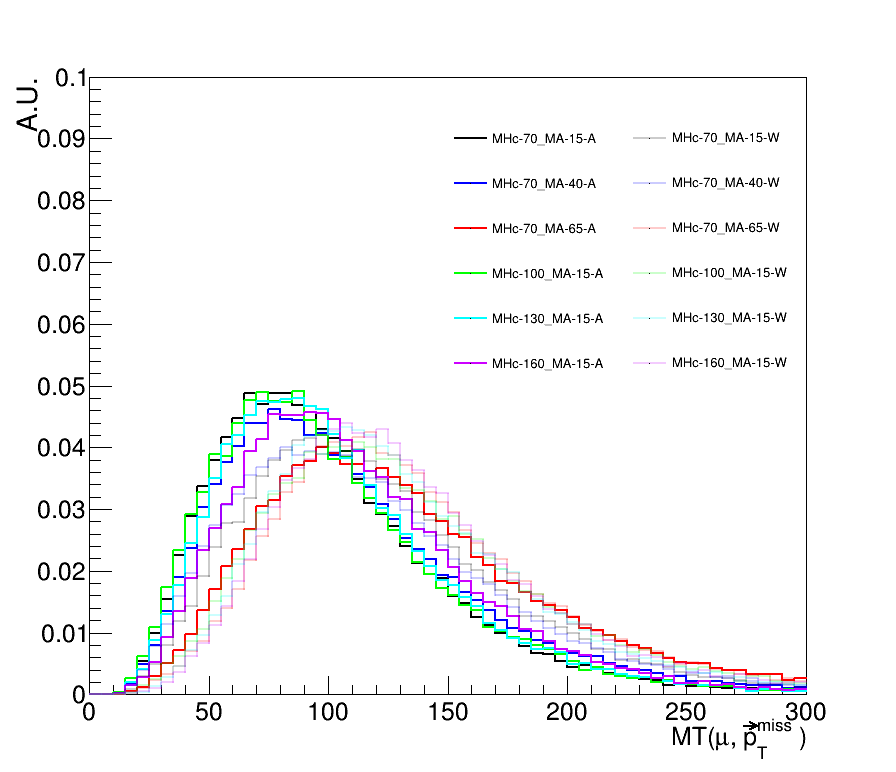 A.U.
0.1
0.09
0.08
0.07
0.06
0.05
0.04
0.03
0.02
0.01
0
MHc-70_MA-15-A MHc-70_MA-15-W
MHc-70_MA-40-A MHc-70_MA-40-W
MHc-70_MA-65-A MHc-70_MA-65-W
MHc-100_MA-15-A MHc-100_MA-15-W
MHc-130_MA-15-A MHc-130_MA-15-W
MHc-160_MA-15-A MHc-160_MA-15-W
0 50 100 150 200 250 300
MT(μ, p⃗_T^miss)